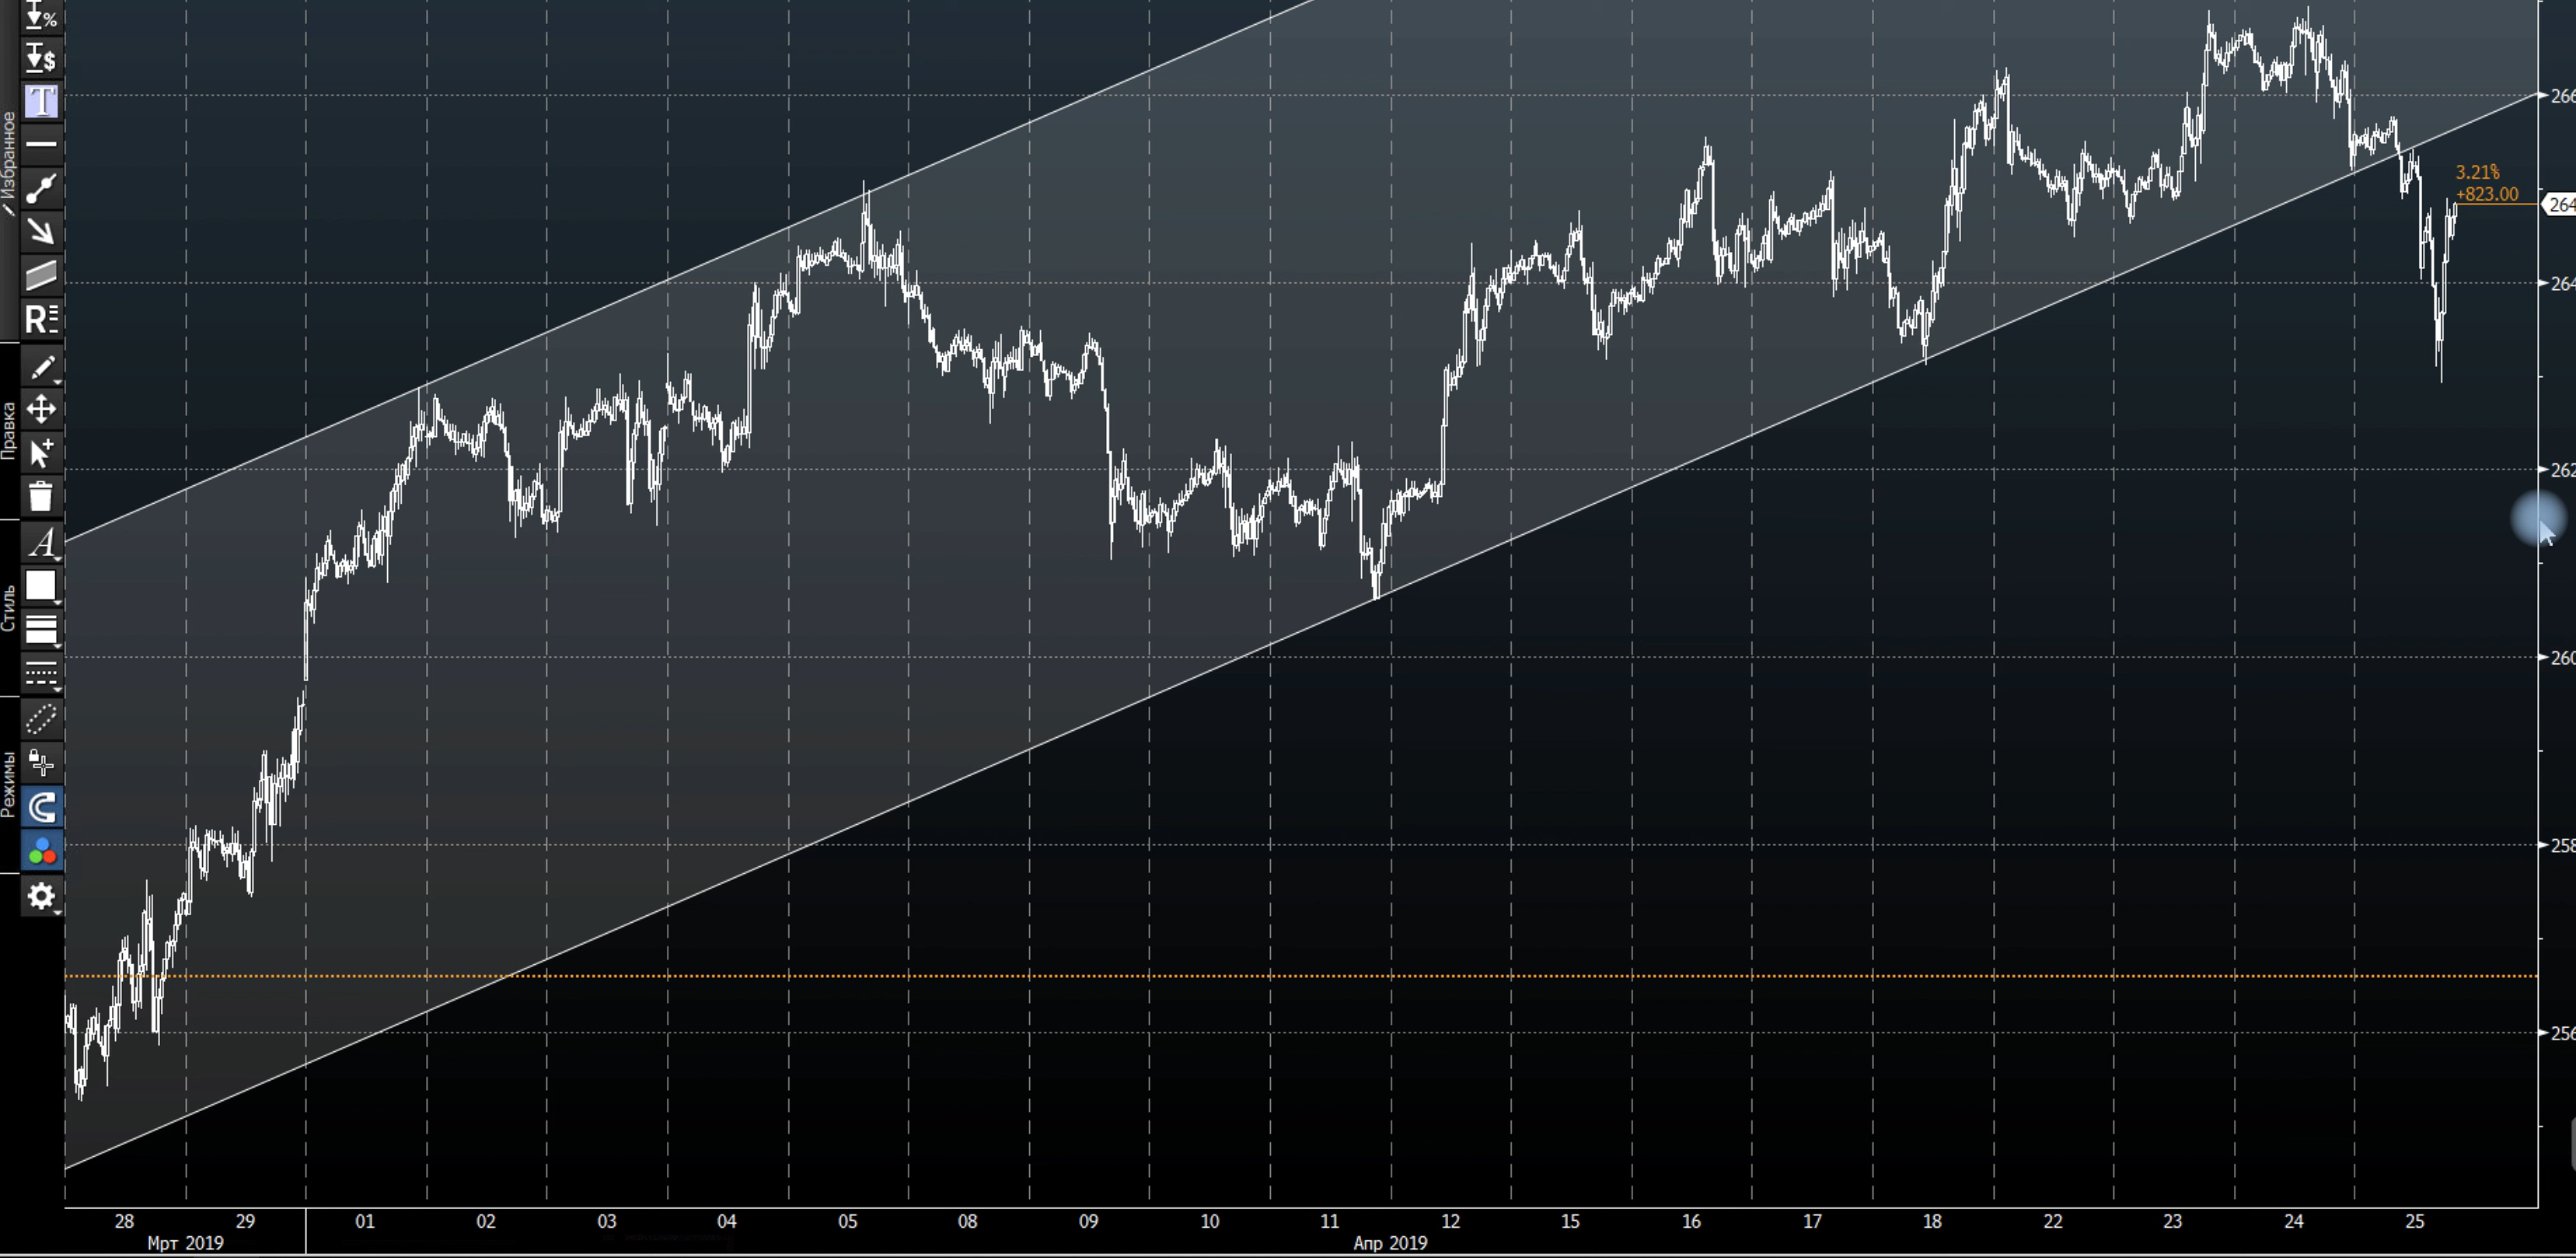 %
$
T
Избранное
R
Правка
A
Стиль
Режимы
266
3.21%
+823.00
264
264
262
260
258
256
28 29 01 02 03 04 05 08 09 10 11 12 15 16 17 18 22 23 24 25
Мрт 2019 Апр 2019